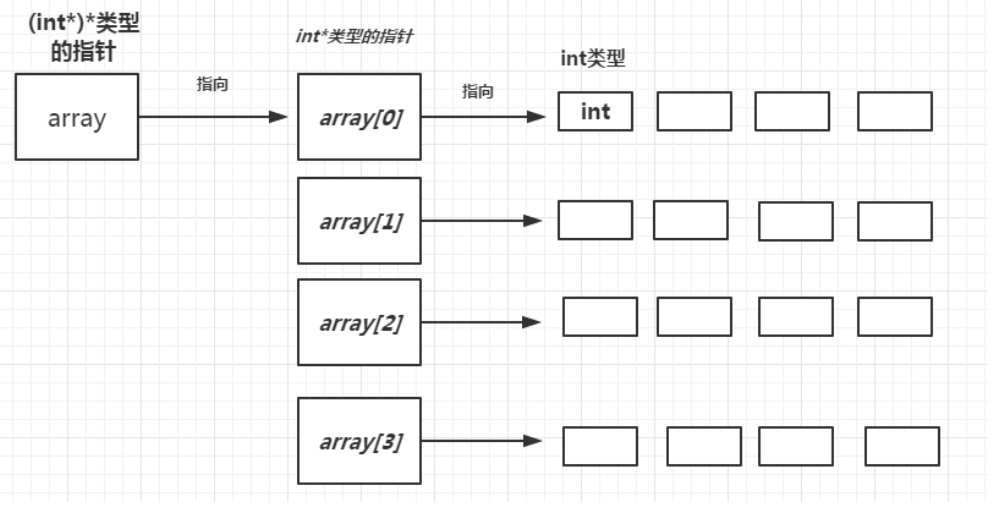 (int*)*类型
的指针
int*类型的指针
int类型
指向
指向
array
array[0]
int
array[1]
array[2]
array[3]